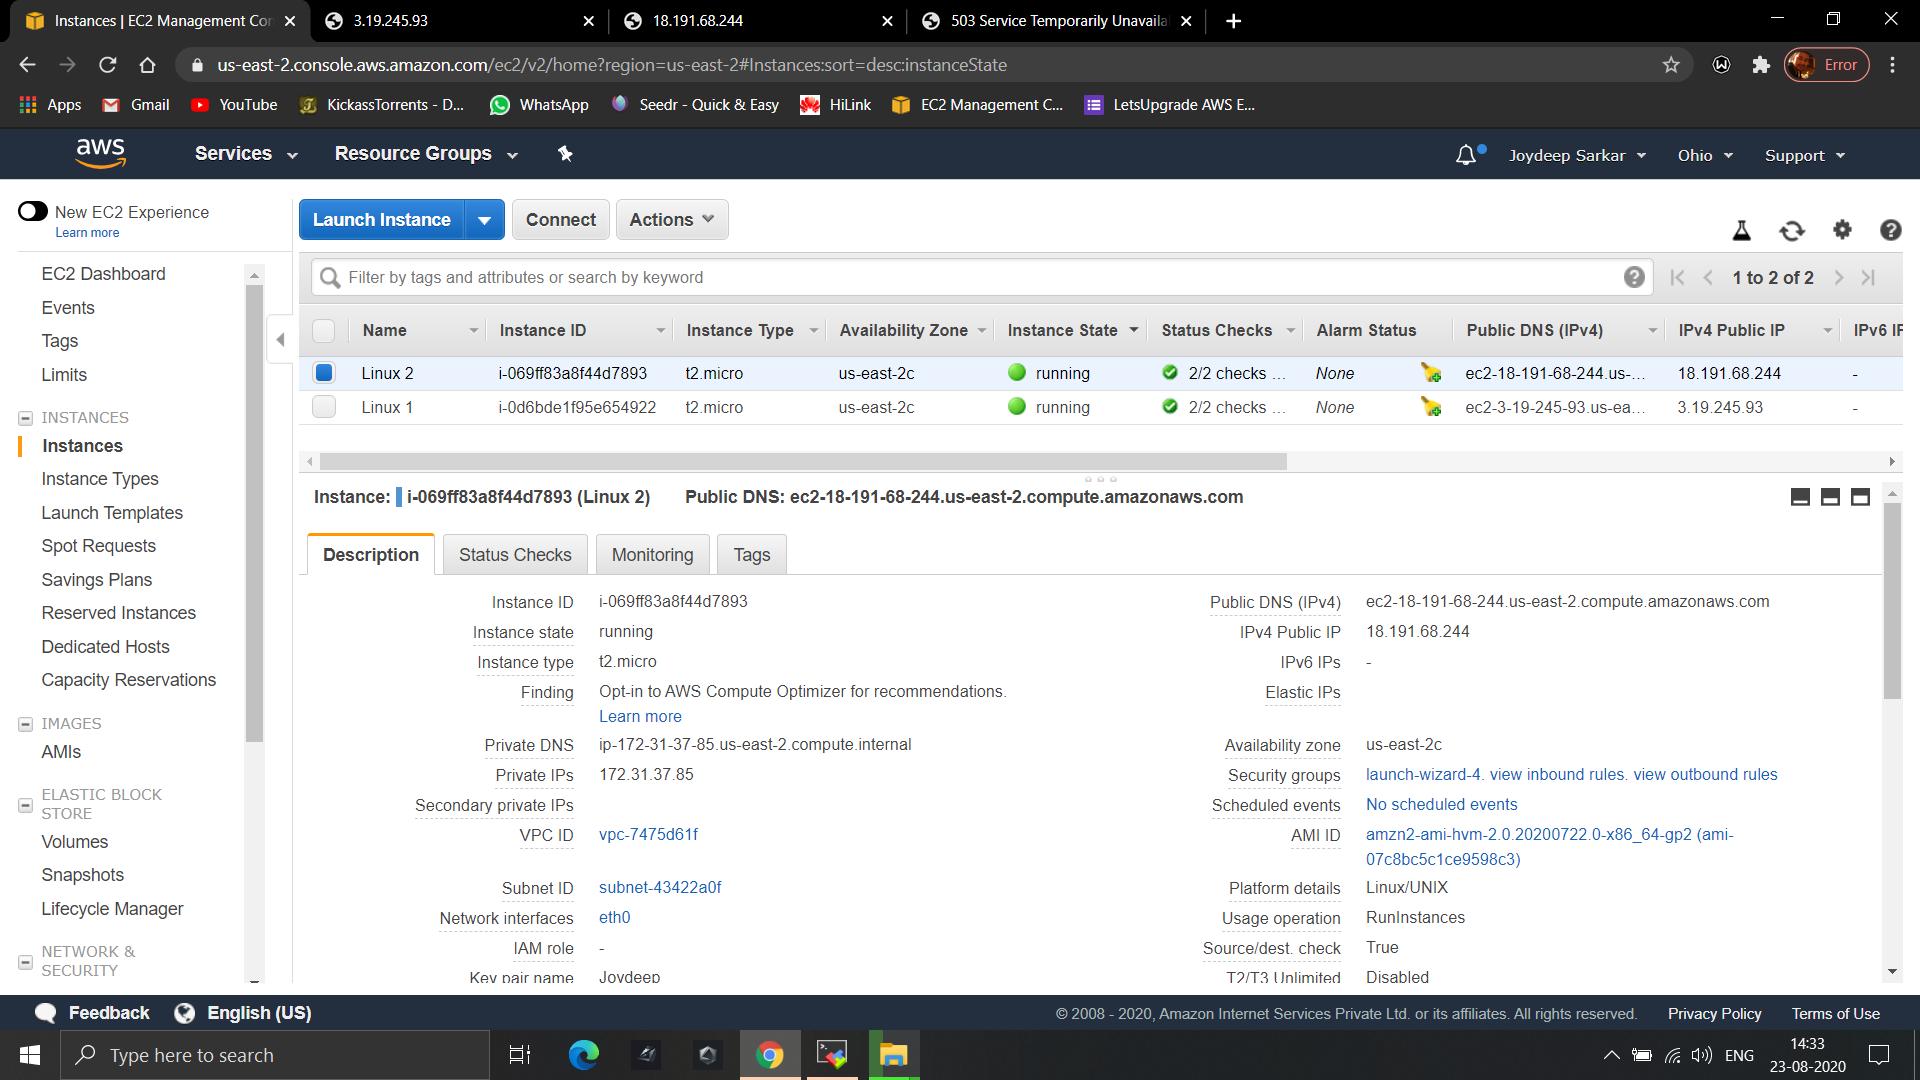 Instances | EC2 Management Con
3.19.245.93
18.191.68.244
503 Service Temporarily Unavaila
us-east-2.console.aws.amazon.com/ec2/v2/home?region=us-east-2#Instances:sort=desc:instanceState
Error
Apps
Gmail
YouTube
KickassTorrents - D...
WhatsApp
Seedr - Quick & Easy
HiLink
EC2 Management C...
LetsUpgrade AWS E...
aws
Services
Resource Groups
Joydeep Sarkar
Ohio
Support
New EC2 Experience
Learn more
EC2 Dashboard
Events
Tags
Limits
INSTANCES
Instances
Instance Types
Launch Templates
Spot Requests
Savings Plans
Reserved Instances
Dedicated Hosts
Capacity Reservations
IMAGES
AMIs
ELASTIC BLOCK
STORE
Volumes
Snapshots
Lifecycle Manager
NETWORK &
SECURITY
Launch Instance
Connect
Actions
Filter by tags and attributes or search by keyword
1 to 2 of 2
Name Instance ID Instance Type Availability Zone Instance State Status Checks Alarm Status Public DNS (IPv4) IPv4 Public IP IPv6 IP
Linux 2 i-069ff83a8f44d7893 t2.micro us-east-2c running 2/2 checks ... None ec2-18-191-68-244.us-... 18.191.68.244 -
Linux 1 i-0d6bde1f95e654922 t2.micro us-east-2c running 2/2 checks ... None ec2-3-19-245-93.us-ea... 3.19.245.93 -
Instance: i-069ff83a8f44d7893 (Linux 2) Public DNS: ec2-18-191-68-244.us-east-2.compute.amazonaws.com
Description
Status Checks
Monitoring
Tags
Instance ID i-069ff83a8f44d7893
Instance state running
Instance type t2.micro
Finding Opt-in to AWS Compute Optimizer for recommendations.
Learn more
Private DNS ip-172-31-37-85.us-east-2.compute.internal
Private IPs 172.31.37.85
Secondary private IPs
VPC ID vpc-7475d61f
Subnet ID subnet-43422a0f
Network interfaces eth0
IAM role -
Key pair name Joydeep
Public DNS (IPv4) ec2-18-191-68-244.us-east-2.compute.amazonaws.com
IPv4 Public IP 18.191.68.244
IPv6 IPs -
Elastic IPs
Availability zone us-east-2c
Security groups launch-wizard-4. view inbound rules. view outbound rules
Scheduled events No scheduled events
AMI ID amzn2-ami-hvm-2.0.20200722.0-x86_64-gp2 (ami-
07c8bc5c1ce9598c3)
Platform details Linux/UNIX
Usage operation RunInstances
Source/dest. check True
T2/T3 Unlimited Disabled
Feedback
English (US)
© 2008 - 2020, Amazon Internet Services Private Ltd. or its affiliates. All rights reserved.
Privacy Policy
Terms of Use
Type here to search
ENG
14:33
23-08-2020